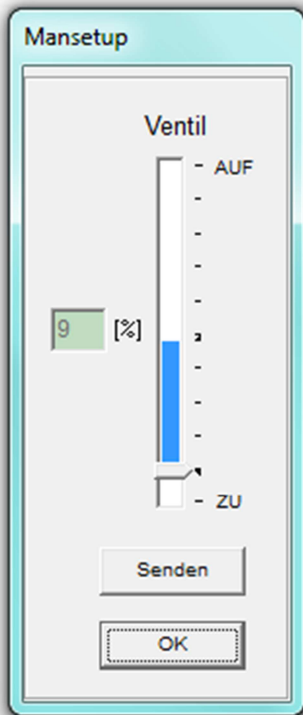 Mansetup
Ventil
AUF
9 [%]
ZU
Senden
OK